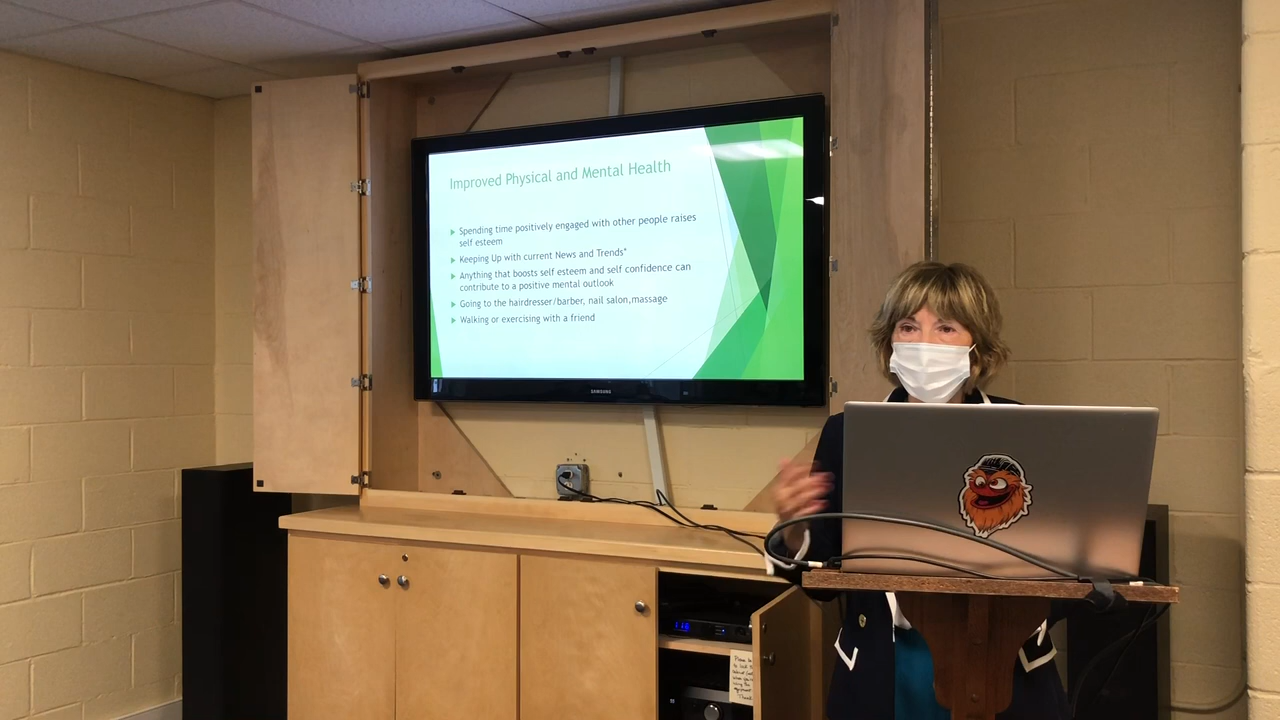 Improved Physical and Mental Health
Spending time positively engaged with other people raises
self esteem
Keeping Up with current News and Trends*
Anything that boosts self esteem and self confidence can
contribute to a positive mental outlook
Going to the hairdresser/barber, nail salon,massage
Walking or exercising with a friend
SAMSUNG